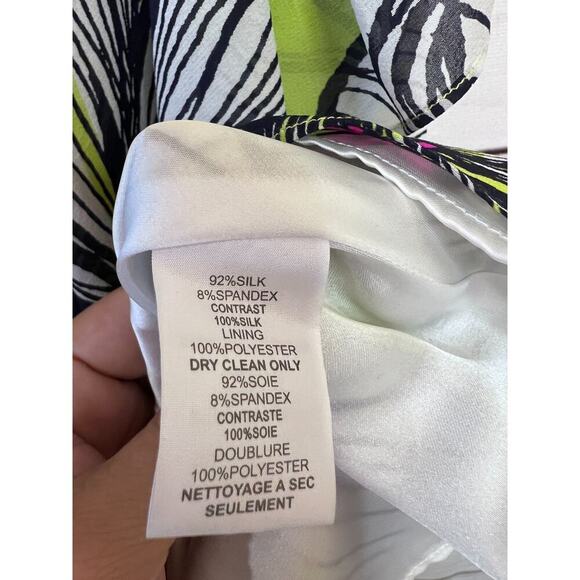 92%SILK
8%SPANDEX
CONTRAST
100%SILK
LINING
100%POLYESTER
DRY CLEAN ONLY
92%SOIE
8%SPANDEX
CONTRASTE
100%SOIE
DOUBLURE
100%POLYESTER
NETTOYAGE A SEC
SEULEMENT